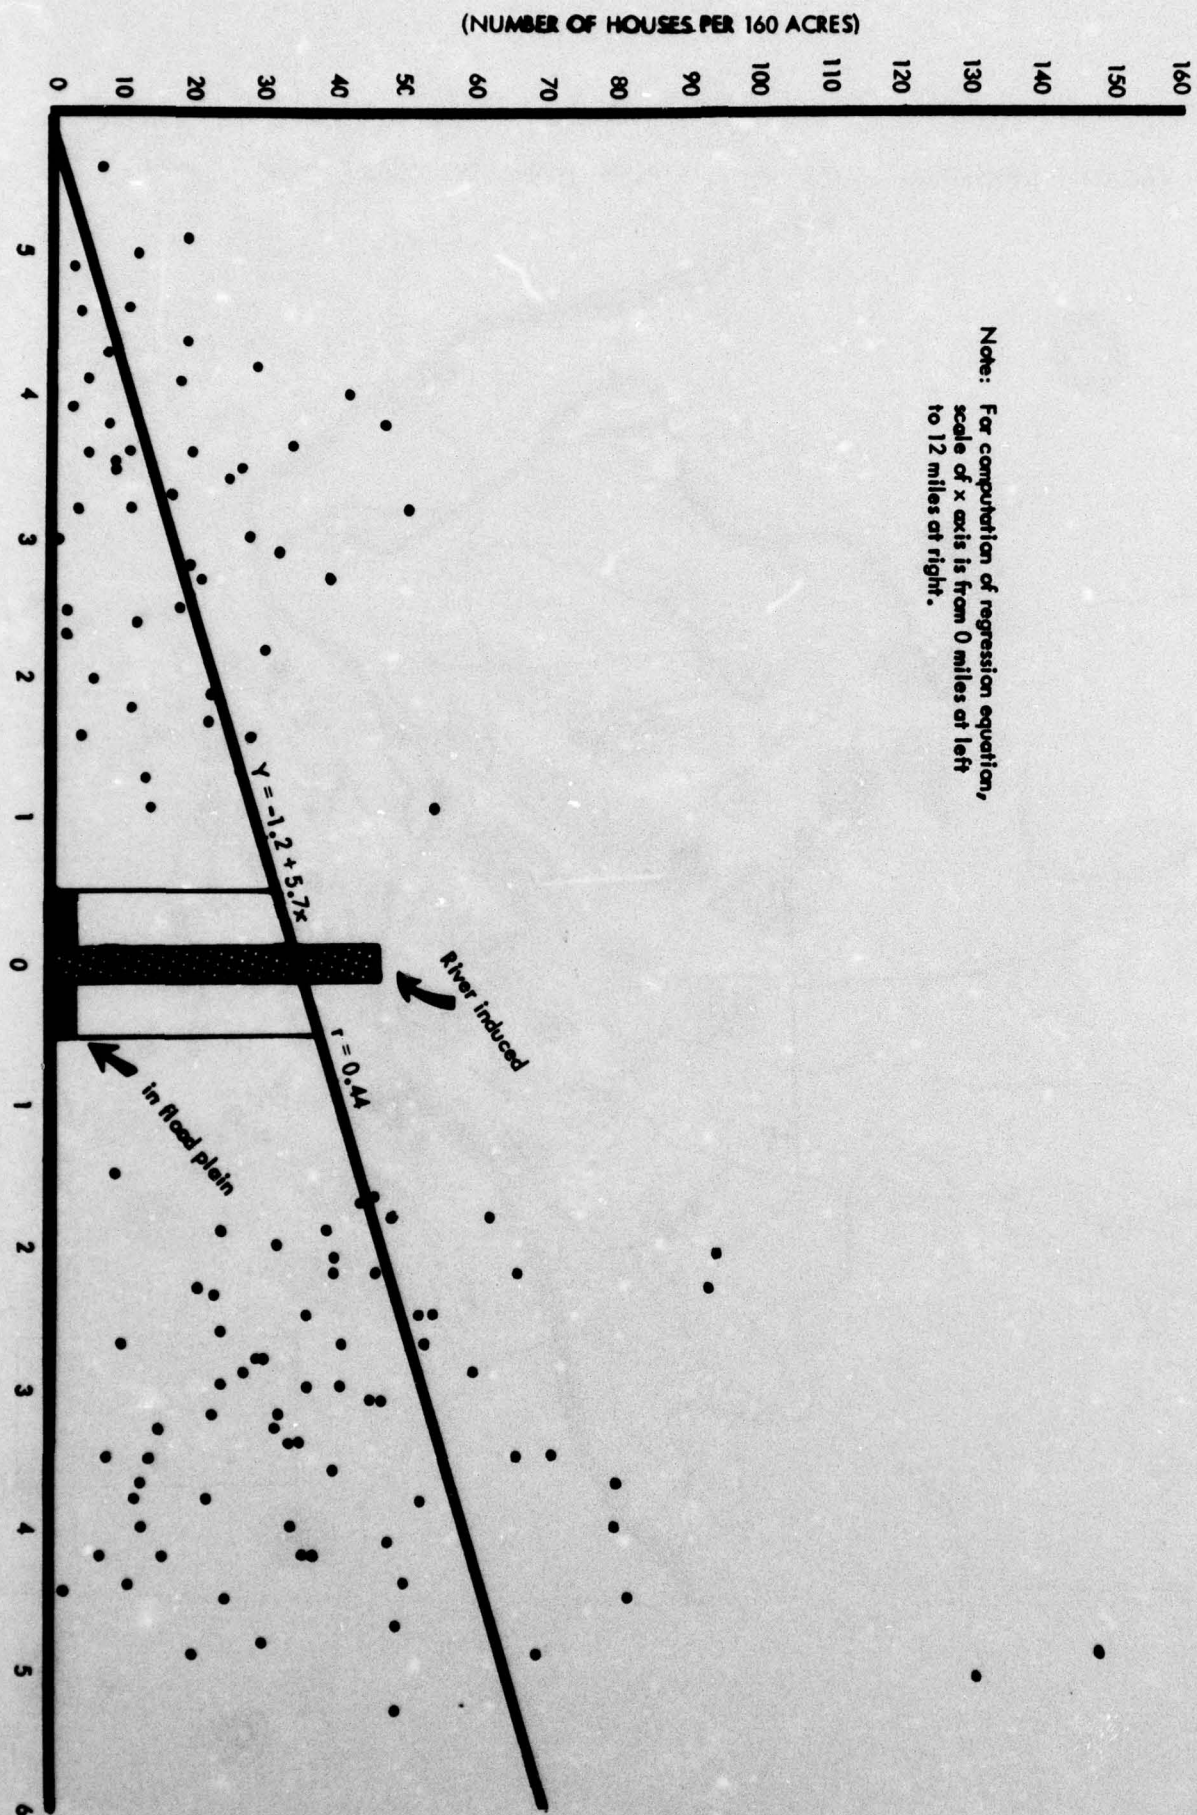 (NUMBER OF HOUSES PER 160 ACRES)
160
150
140
130
120
110
100
90
80
70
60
50
40
30
20
10
0
Note: For computation of regression equation,
scale of x axis is from 0 miles at left
to 12 miles at right.
River induced
Y = -1.2 + 5.7x
r = 0.44
in flood plain
5 4 3 2 1 0 1 2 3 4 5 6